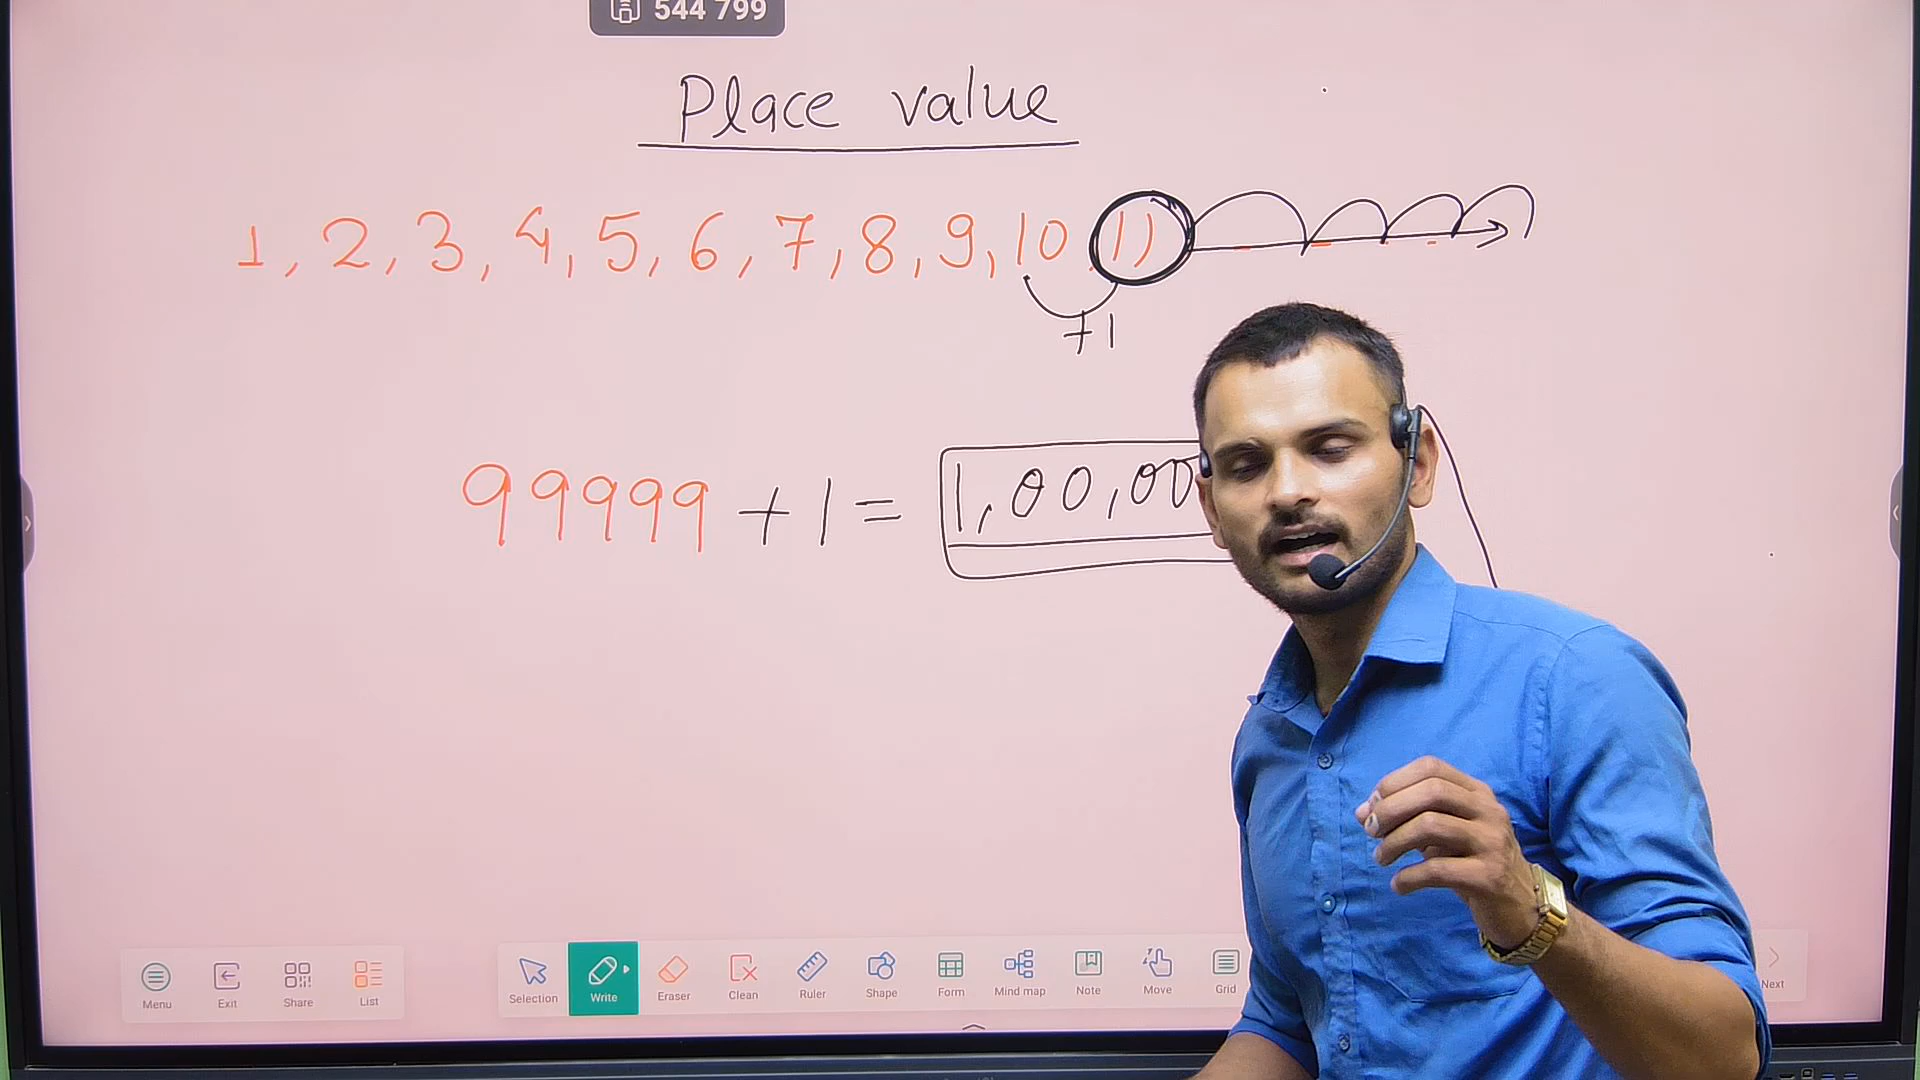 544 799
Place value
1, 2, 3, 4, 5, 6, 7, 8, 9, 10, 11
+1
99999 + 1 = 1,00,00
Menu Exit Share List Selection Write Eraser Clean Ruler Shape Form Mind map Note Move Grid Next